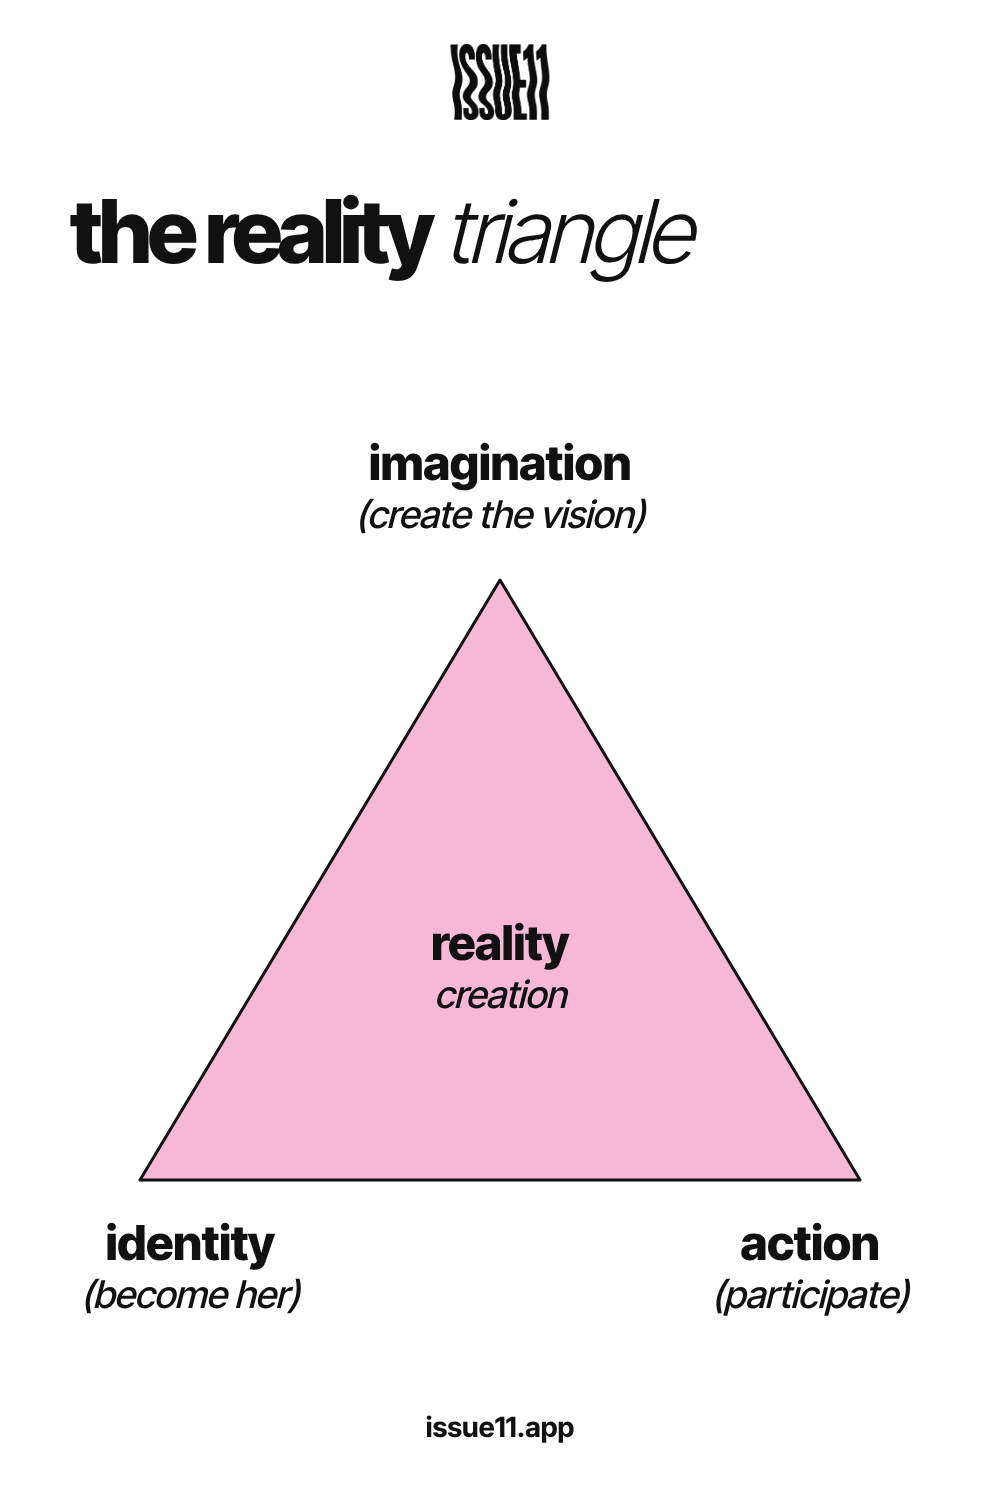 ISSUE11
the reality triangle
imagination
(create the vision)
reality
creation
identity
(become her)
action
(participate)
issue11.app